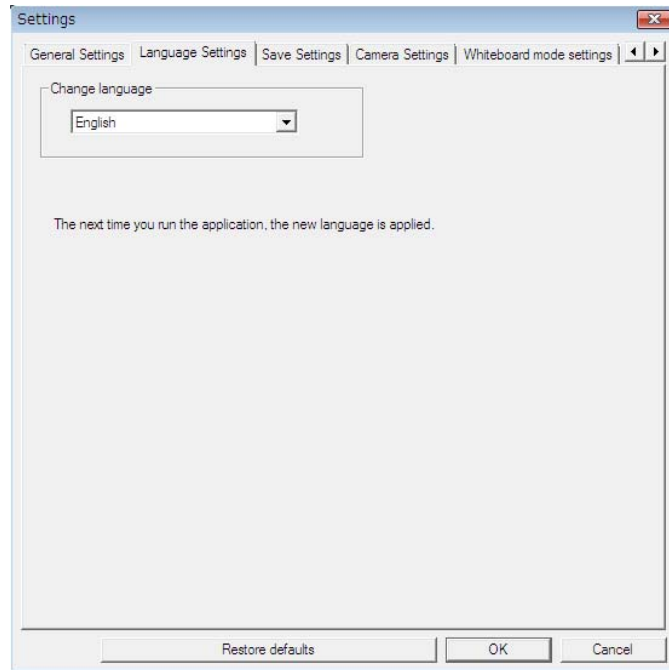 Settings
General Settings Language Settings Save Settings Camera Settings Whiteboard mode settings
Change language
English
The next time you run the application, the new language is applied.
Restore defaults OK Cancel